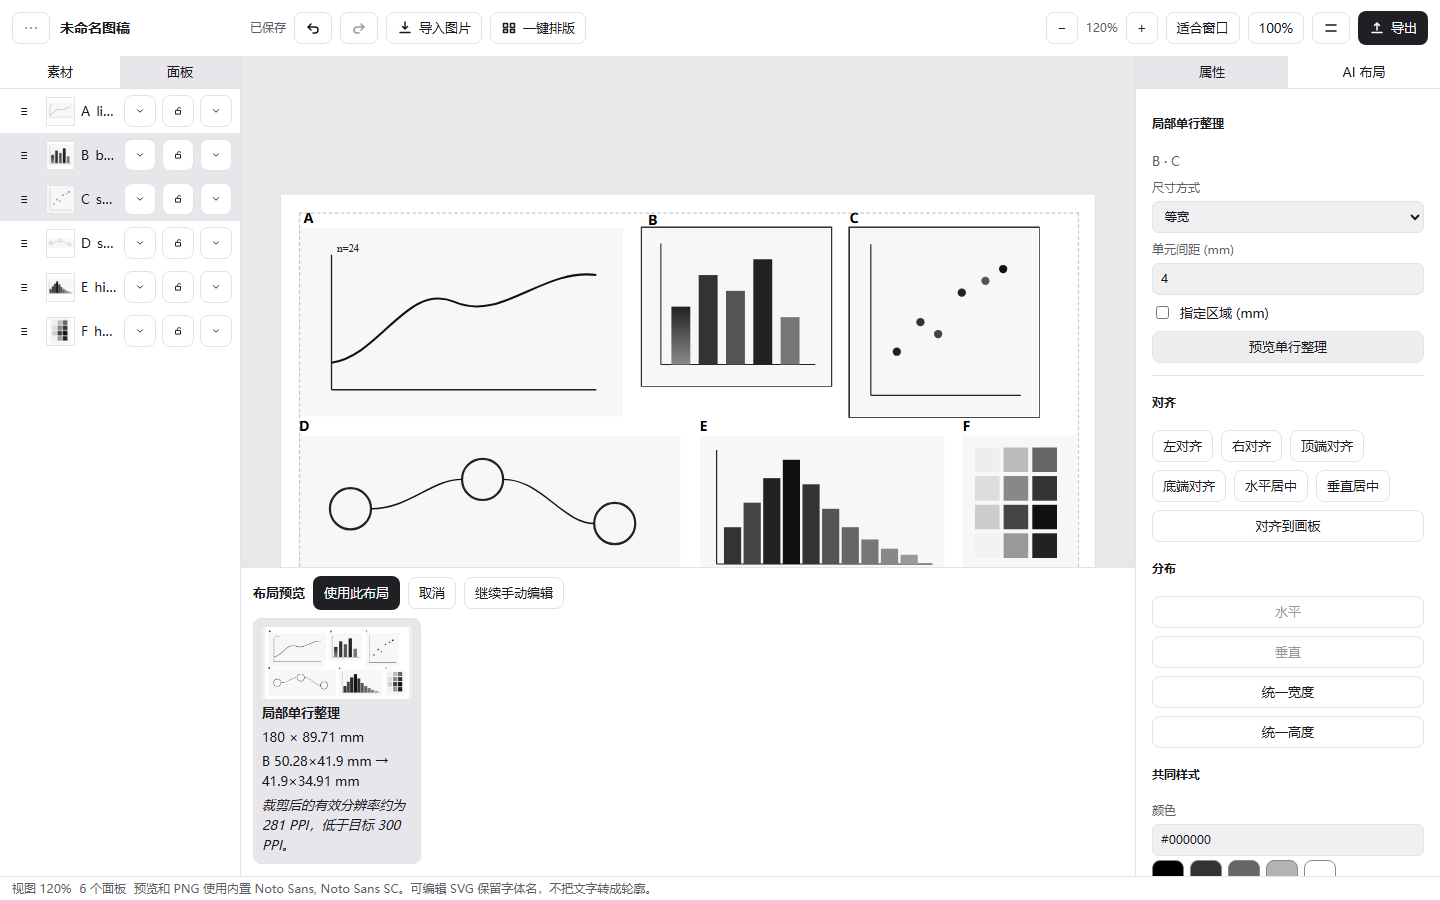 未命名图稿
已保存
导入图片
一键排版
− 120% +
适合窗口
100%
导出
素材
面板
A li...
B b...
C s...
D s...
E hi...
F h...
A
n=24
B
C
D
E
F
布局预览
使用此布局
取消
继续手动编辑
局部单行整理
180 × 89.71 mm
B 50.28×41.9 mm →
41.9×34.91 mm
裁剪后的有效分辨率约为
281 PPI，低于目标 300
PPI。
属性
AI 布局
局部单行整理
B · C
尺寸方式
等宽
单元间距 (mm)
4
指定区域 (mm)
预览单行整理
对齐
左对齐
右对齐
顶端对齐
底端对齐
水平居中
垂直居中
对齐到画板
分布
水平
垂直
统一宽度
统一高度
共同样式
颜色
#000000
视图 120% 6 个面板 预览和 PNG 使用内置 Noto Sans, Noto Sans SC。可编辑 SVG 保留字体名，不把文字转成轮廓。